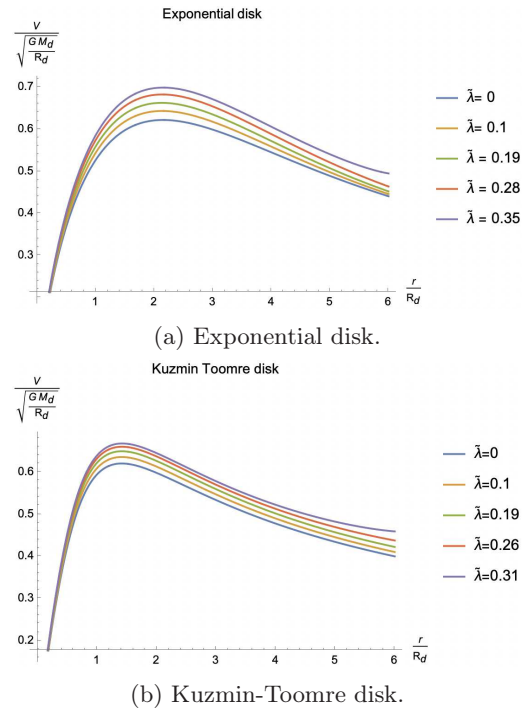 Exponential disk
V
√(G M_d / R_d)
0.7
0.6
0.5
0.4
0.3
1 2 3 4 5 6
r
R_d
λ̃= 0
λ̃= 0.1
λ̃ = 0.19
λ̃ = 0.28
λ̃ = 0.35
(a) Exponential disk.
Kuzmin Toomre disk
V
√(G M_d / R_d)
0.6
0.5
0.4
0.3
0.2
1 2 3 4 5 6
r
R_d
λ̃=0
λ̃=0.1
λ̃=0.19
λ̃=0.26
λ̃=0.31
(b) Kuzmin-Toomre disk.